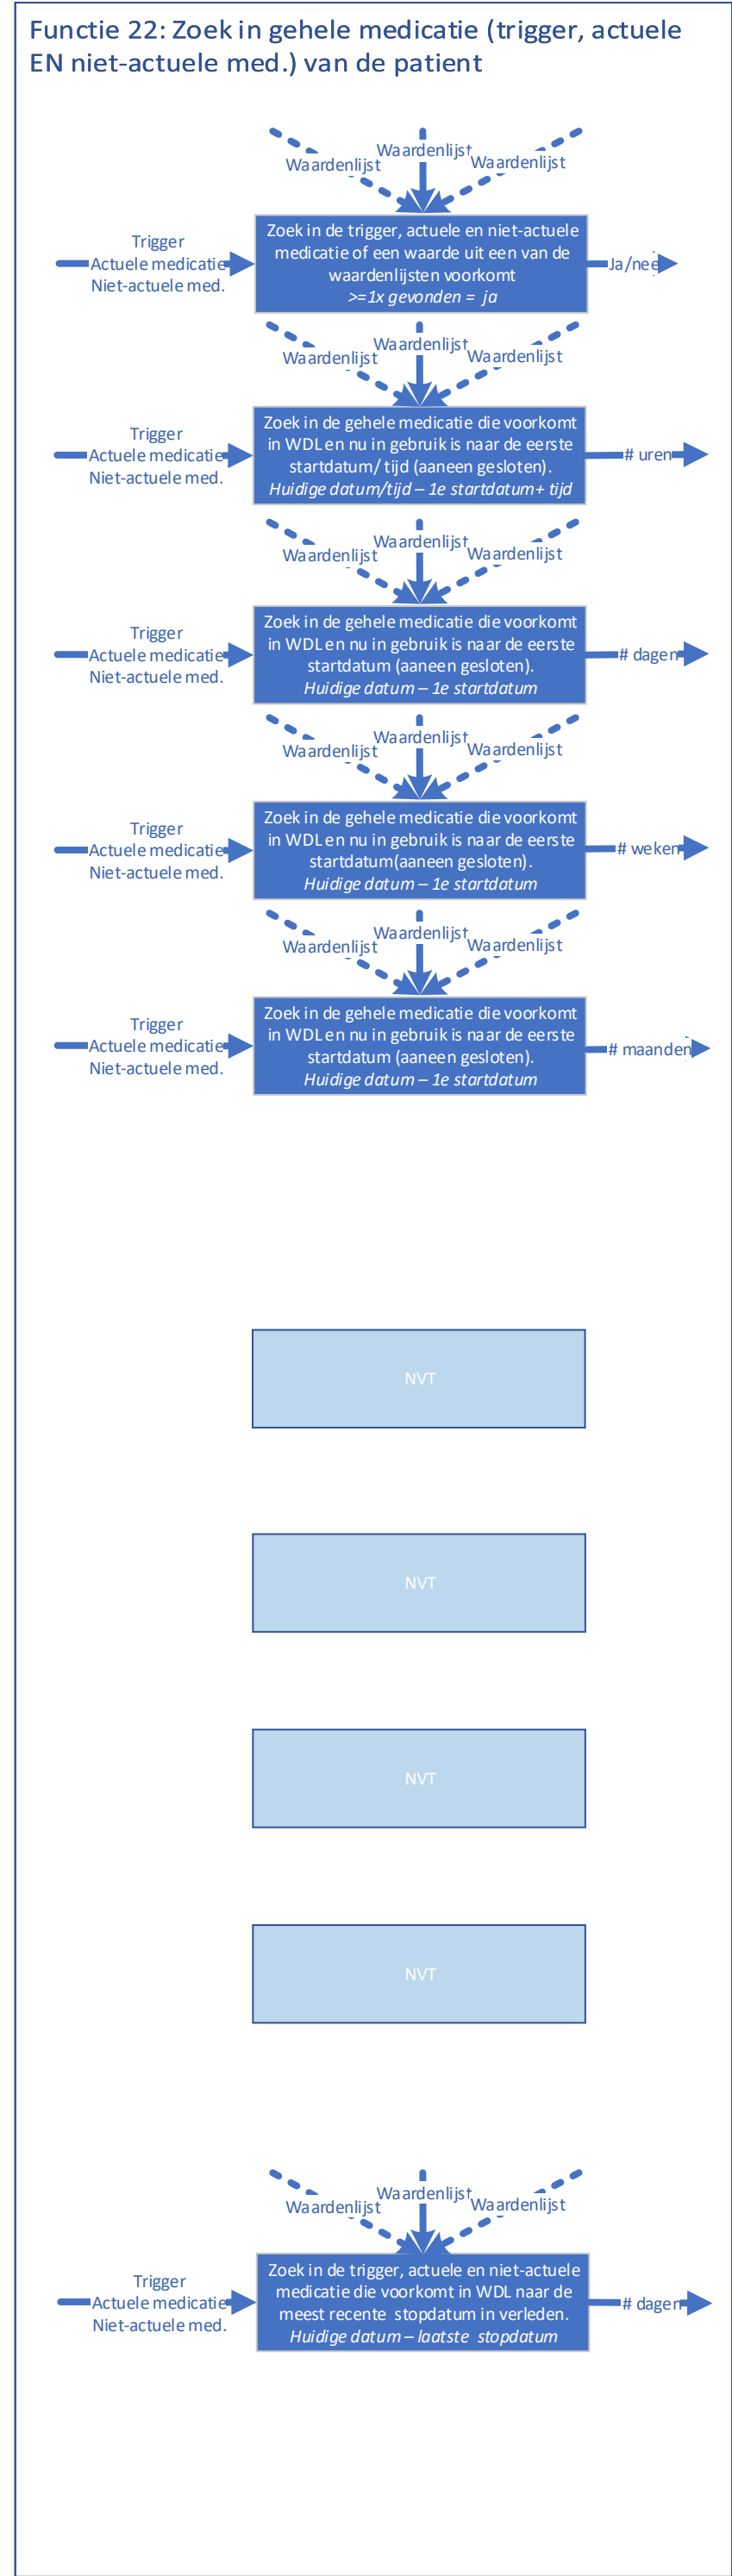 Functie 22: Zoek in gehele medicatie (trigger, actuele
EN niet-actuele med.) van de patient
Waardenlijst
Waardenlijst
Waardenlijst
Trigger
Actuele medicatie
Niet-actuele med.
Zoek in de trigger, actuele en niet-actuele
medicatie of een waarde uit een van de
waardenlijsten voorkomt
>=1x gevonden = ja
Ja/nee
Waardenlijst
Waardenlijst
Waardenlijst
Trigger
Actuele medicatie
Niet-actuele med.
Zoek in de gehele medicatie die voorkomt
in WDL en nu in gebruik is naar de eerste
startdatum/ tijd (aaneen gesloten).
Huidige datum/tijd – 1e startdatum+ tijd
# uren
Waardenlijst
Waardenlijst
Waardenlijst
Trigger
Actuele medicatie
Niet-actuele med.
Zoek in de gehele medicatie die voorkomt
in WDL en nu in gebruik is naar de eerste
startdatum (aaneen gesloten).
Huidige datum – 1e startdatum
# dagen
Waardenlijst
Waardenlijst
Waardenlijst
Trigger
Actuele medicatie
Niet-actuele med.
Zoek in de gehele medicatie die voorkomt
in WDL en nu in gebruik is naar de eerste
startdatum(aaneen gesloten).
Huidige datum – 1e startdatum
# weken
Waardenlijst
Waardenlijst
Waardenlijst
Trigger
Actuele medicatie
Niet-actuele med.
Zoek in de gehele medicatie die voorkomt
in WDL en nu in gebruik is naar de eerste
startdatum (aaneen gesloten).
Huidige datum – 1e startdatum
# maanden
NVT
NVT
NVT
NVT
Waardenlijst
Waardenlijst
Waardenlijst
Trigger
Actuele medicatie
Niet-actuele med.
Zoek in de trigger, actuele en niet-actuele
medicatie die voorkomt in WDL naar de
meest recente stopdatum in verleden.
Huidige datum – laatste stopdatum
# dagen